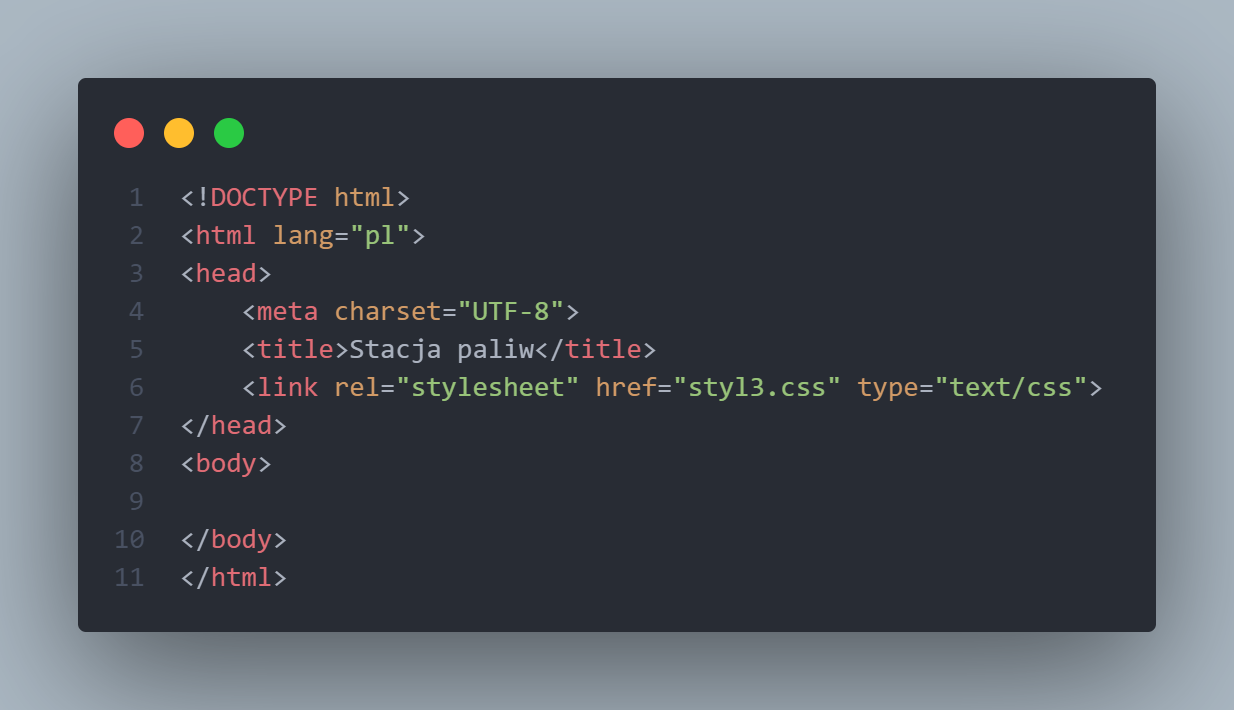 1 <!DOCTYPE html>
2 <html lang="pl">
3 <head>
4     <meta charset="UTF-8">
5     <title>Stacja paliw</title>
6     <link rel="stylesheet" href="styl3.css" type="text/css">
7 </head>
8 <body>
9
10 </body>
11 </html>